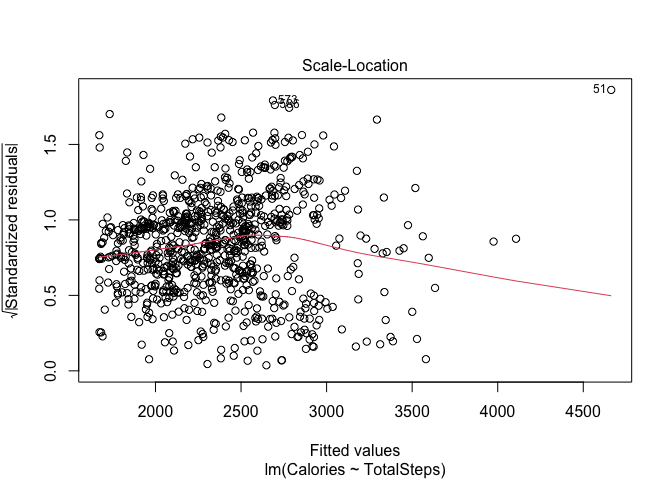 Scale-Location
√|Standardized residuals|
1.5
1.0
0.5
0.0
573
51
2000 2500 3000 3500 4000 4500
Fitted values
lm(Calories ~ TotalSteps)